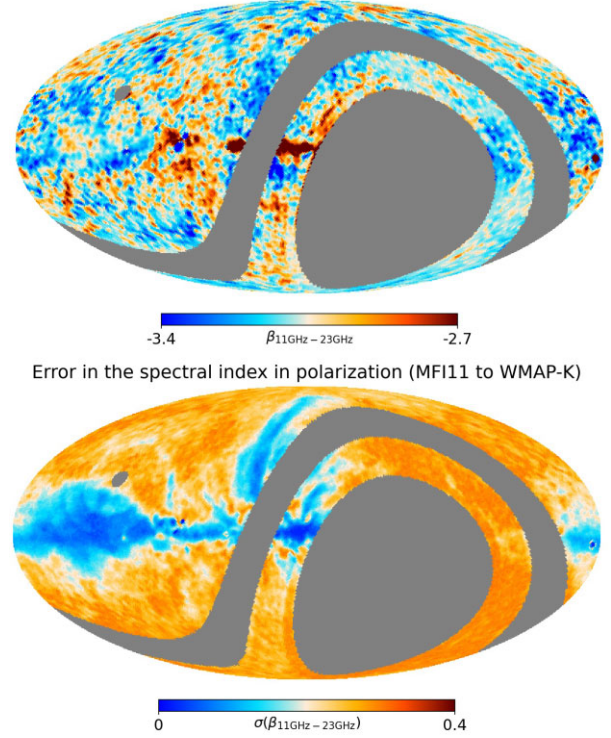 -3.4 -2.7
β11GHz−23GHz
Error in the spectral index in polarization (MFI11 to WMAP-K)
0 0.4
σ(β11GHz−23GHz)